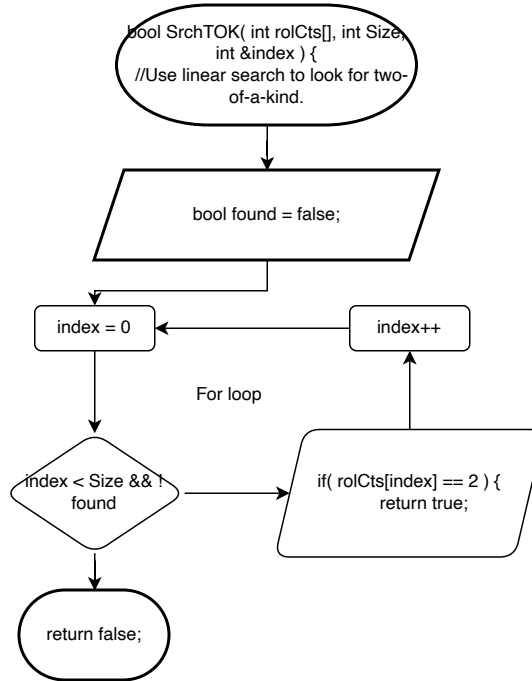 bool SrchTOK( int rolCts[], int Size,
int &index ) {
//Use linear search to look for two-
of-a-kind.
bool found = false;
index = 0
index++
For loop
index < Size && !
found
if( rolCts[index] == 2 ) {
return true;
return false;